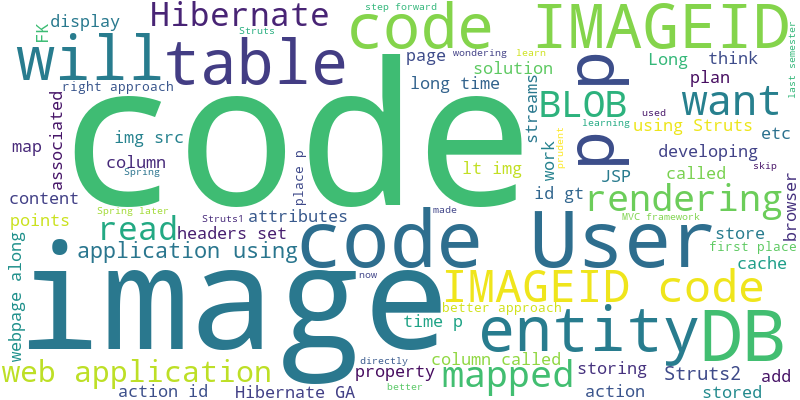 step forward
Hibernate
code
IMAGEID
display
FK
Struts
will
table
page
wondering
learn
Long
think
last semester
solution
p
right approach
long time
plan
BLOB
want
streams
associated
code
used
learning
using Struts
etc
map
img src
column
Spring
place p
lt img
work
prudent
p
JSP
developing
called
id gt
rendering
browser
content
points
Spring later
Struts1
attributes
made
MVC framework
store
read
headers set
code User
first place
webpage along
application using
cache
image
now
IMAGEID code
better approach
time p
entity
DB
web application
directly
column called
property
mapped
storing
Struts2
add
action id
Hibernate GA
better
action
stored
skip